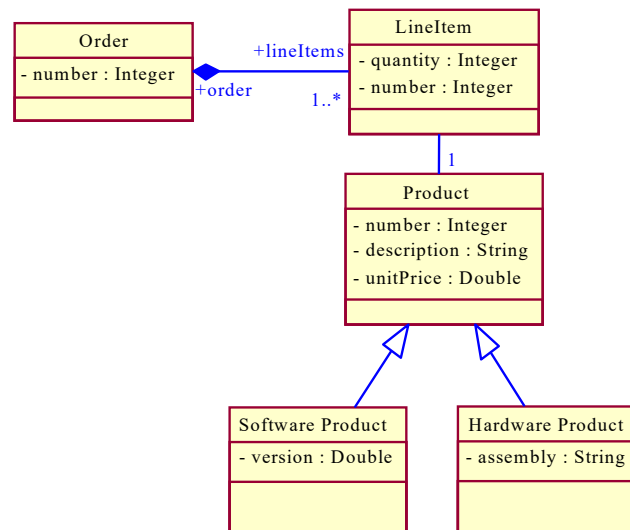 Order
- number : Integer
+lineItems
+order
1..*
LineItem
- quantity : Integer
- number : Integer
1
Product
- number : Integer
- description : String
- unitPrice : Double
Software Product
- version : Double
Hardware Product
- assembly : String